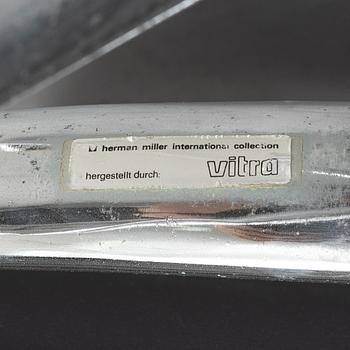 herman miller international collection
hergestellt durch: vitra